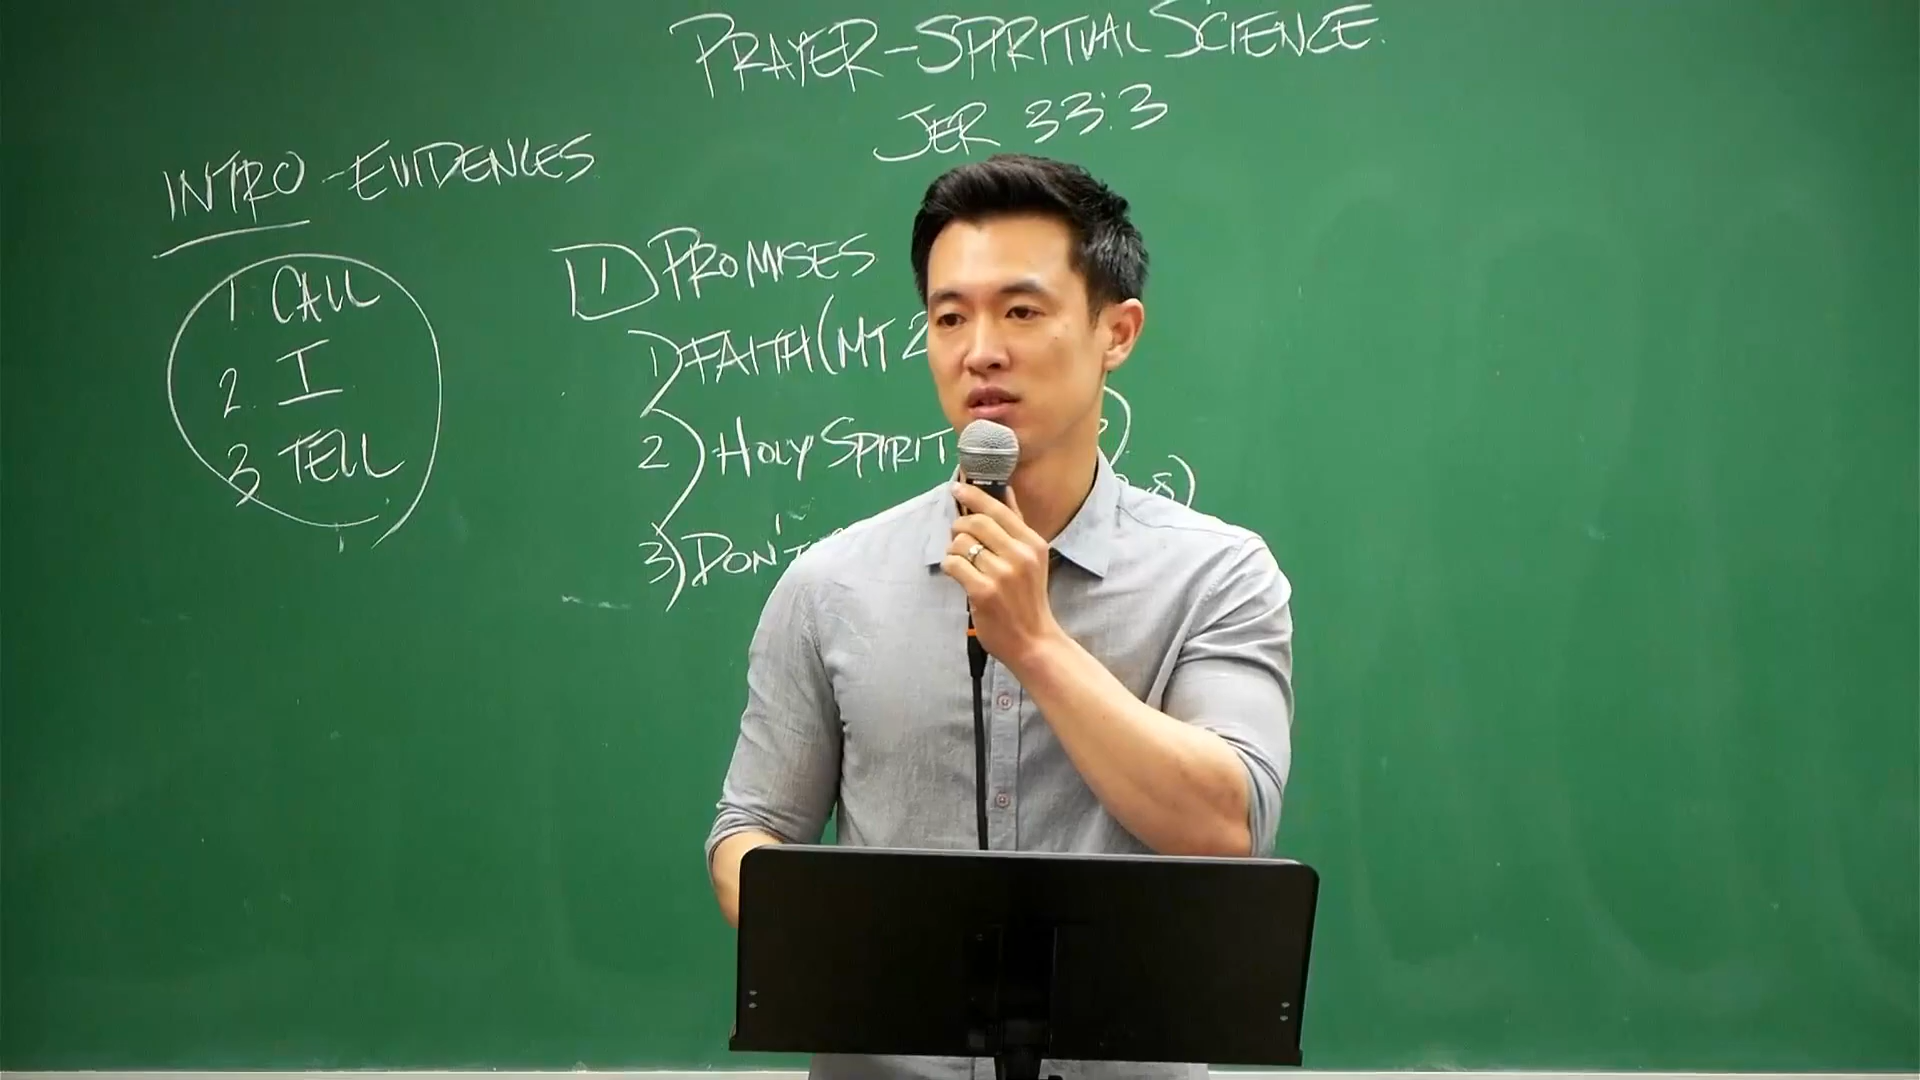 PRAYER-SPIRITUAL SCIENCE.
JER 33:3
INTRO-EVIDENCES
1. CALL
2. I
3 TELL
1) PROMISES
1) FAITH (MT 2
2) HOLY SPIRIT
3) DON'T